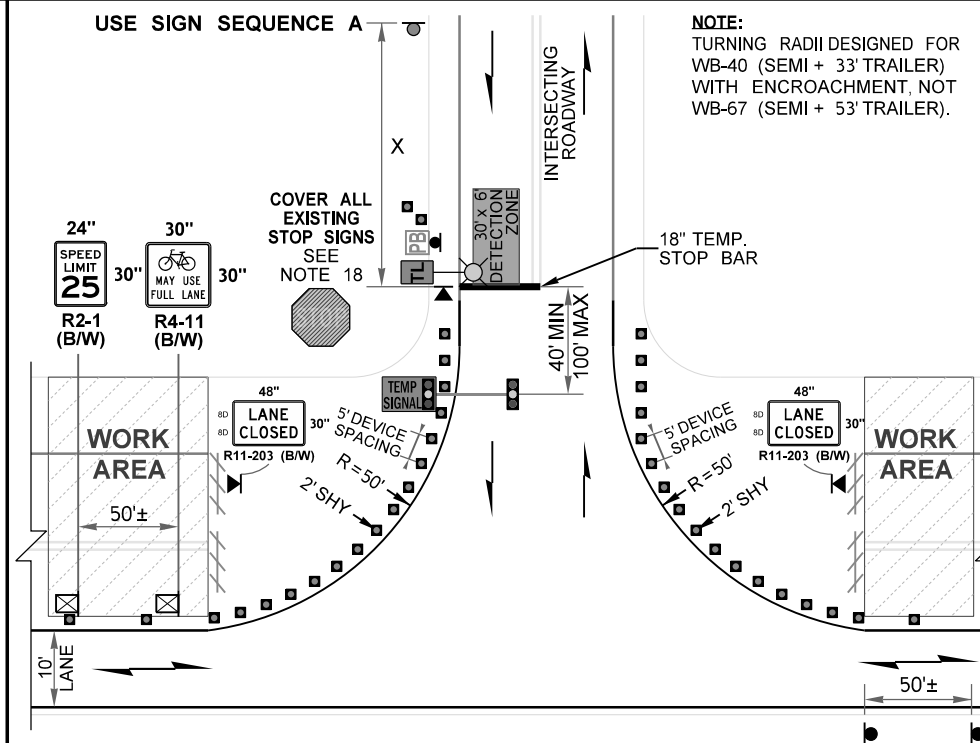 USE SIGN SEQUENCE A
NOTE:
TURNING RADII DESIGNED FOR
WB-40 (SEMI + 33' TRAILER)
WITH ENCROACHMENT, NOT
WB-67 (SEMI + 53' TRAILER).
INTERSECTING
ROADWAY
X
COVER ALL
EXISTING
STOP SIGNS
SEE
NOTE 18
PB
TL
30' x 6'
DETECTION
ZONE
18" TEMP.
STOP BAR
24"
SPEED
LIMIT
25
30"
R2-1
(B/W)
30"
MAY USE
FULL LANE
30"
R4-11
(B/W)
40' MIN
100' MAX
TEMP
SIGNAL
48"
8D
8D
LANE
CLOSED
30"
R11-203 (B/W)
5' DEVICE
SPACING
R = 50'
2' SHY
WORK
AREA
50'±
48"
8D
8D
LANE
CLOSED
30"
R11-203 (B/W)
5' DEVICE
SPACING
R = 50'
2' SHY
WORK
AREA
10'
LANE
50'±